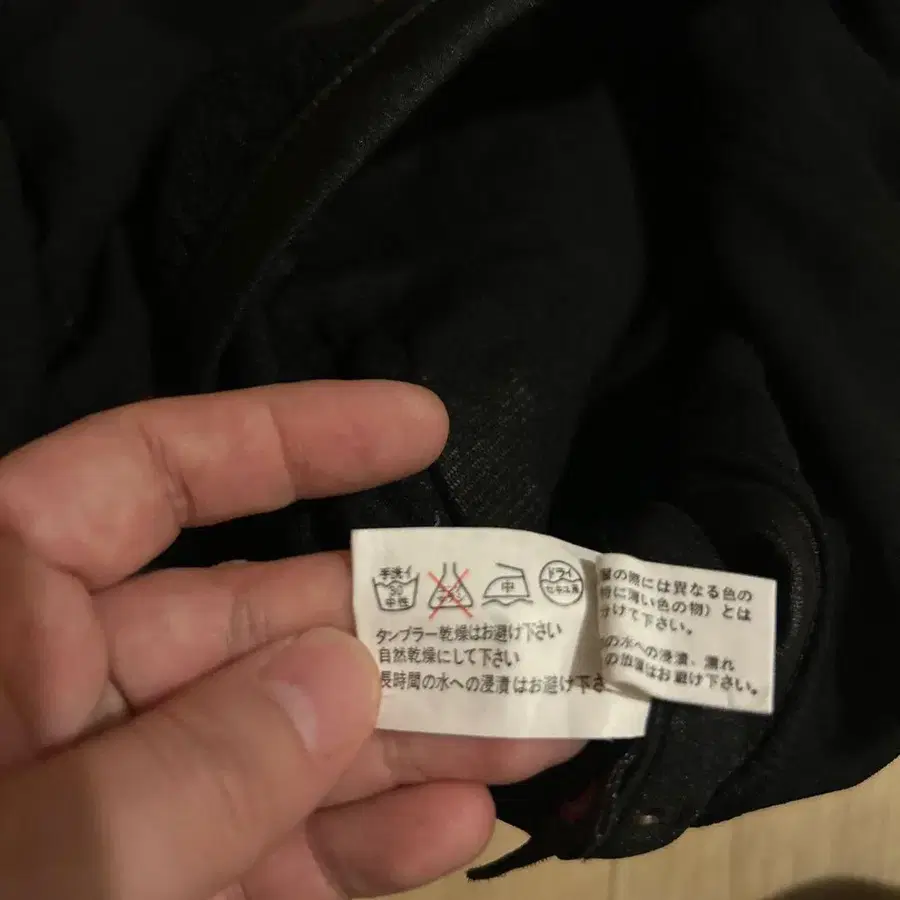 手洗イ 30 中性 中 ドライ セキユ系
タンブラー乾燥はお避け下さい
自然乾燥にして下さい
長時間の水への浸漬はお避け下さ
の際には異なる色の
特に薄い色の物）とは
けて下さい。
の水への浸漬、濡れ
の放置はお避け下さい。